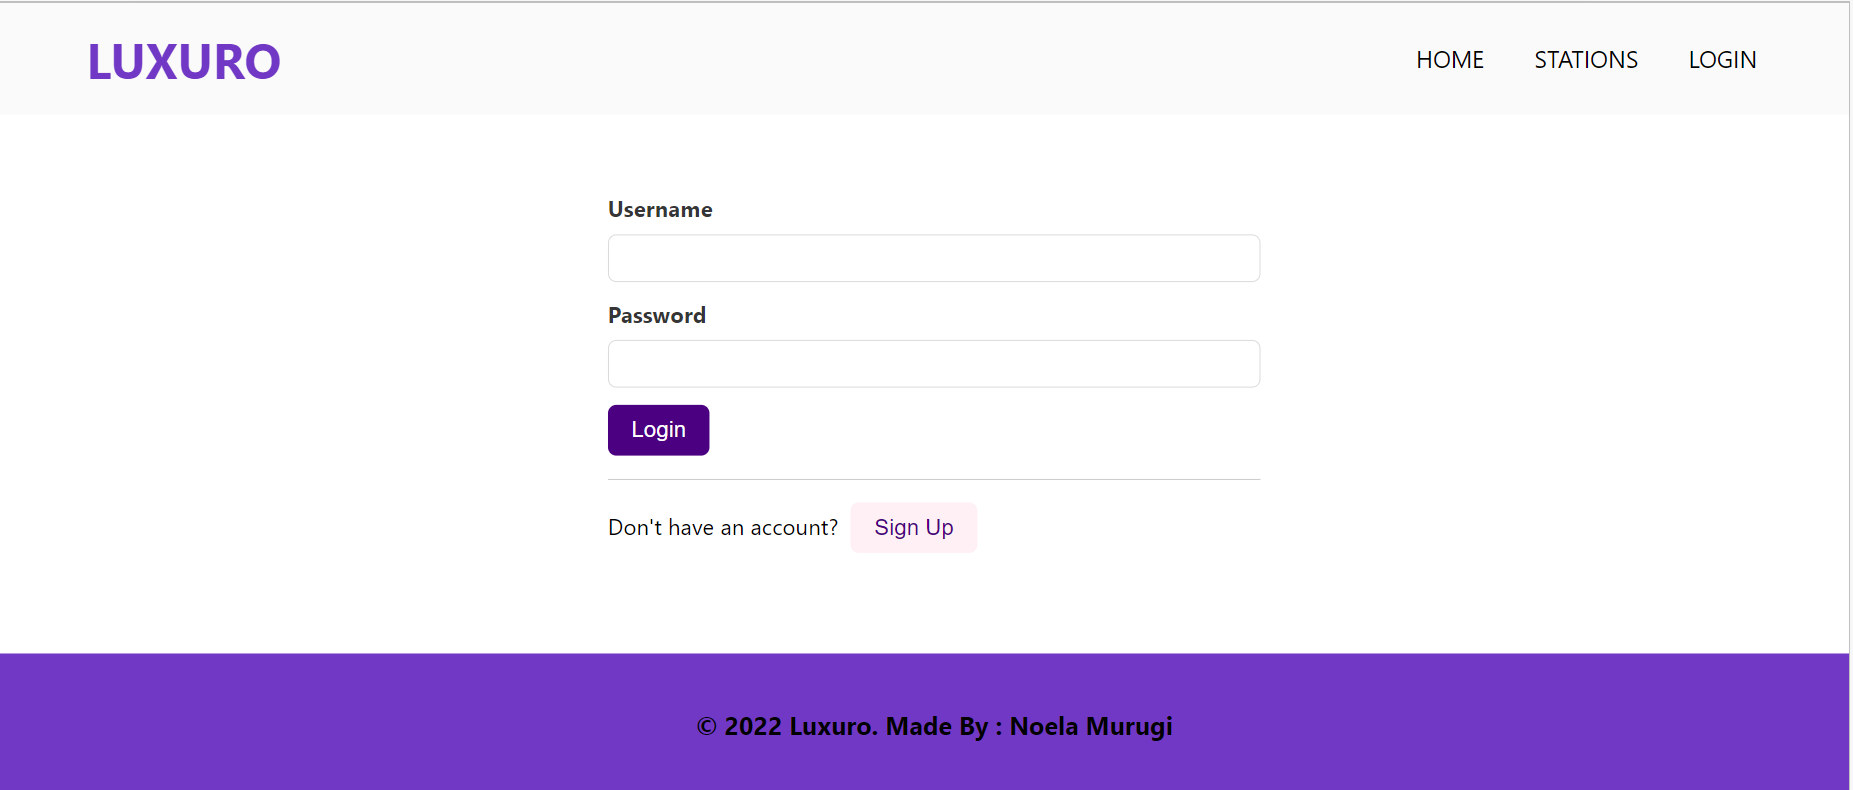 LUXURO
HOME STATIONS LOGIN
Username
Password
Login
Don't have an account? Sign Up
© 2022 Luxuro. Made By : Noela Murugi